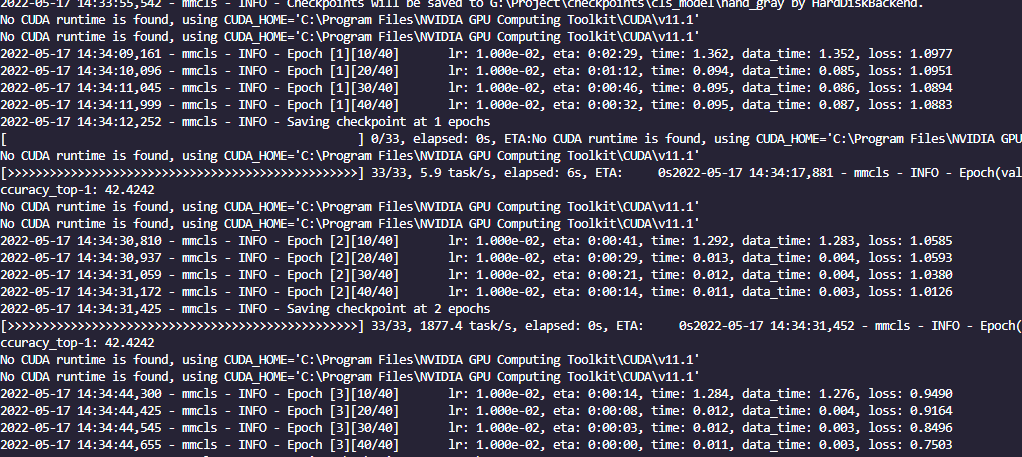 2022-05-17 14:33:55,542 - mmcls - INFO - Checkpoints will be saved to G:\Project\checkpoints\cls_model\hand_gray by HardDiskBackend.
No CUDA runtime is found, using CUDA_HOME='C:\Program Files\NVIDIA GPU Computing Toolkit\CUDA\v11.1'
No CUDA runtime is found, using CUDA_HOME='C:\Program Files\NVIDIA GPU Computing Toolkit\CUDA\v11.1'
2022-05-17 14:34:09,161 - mmcls - INFO - Epoch [1][10/40] lr: 1.000e-02, eta: 0:02:29, time: 1.362, data_time: 1.352, loss: 1.0977
2022-05-17 14:34:10,096 - mmcls - INFO - Epoch [1][20/40] lr: 1.000e-02, eta: 0:01:12, time: 0.094, data_time: 0.085, loss: 1.0951
2022-05-17 14:34:11,045 - mmcls - INFO - Epoch [1][30/40] lr: 1.000e-02, eta: 0:00:46, time: 0.095, data_time: 0.086, loss: 1.0894
2022-05-17 14:34:11,999 - mmcls - INFO - Epoch [1][40/40] lr: 1.000e-02, eta: 0:00:32, time: 0.095, data_time: 0.087, loss: 1.0883
2022-05-17 14:34:12,252 - mmcls - INFO - Saving checkpoint at 1 epochs
[ ] 0/33, elapsed: 0s, ETA:No CUDA runtime is found, using CUDA_HOME='C:\Program Files\NVIDIA GPU
No CUDA runtime is found, using CUDA_HOME='C:\Program Files\NVIDIA GPU Computing Toolkit\CUDA\v11.1'
[>>>>>>>>>>>>>>>>>>>>>>>>>>>>>>>>>>>>>>>>>>>>>>>>>>] 33/33, 5.9 task/s, elapsed: 6s, ETA: 0s2022-05-17 14:34:17,881 - mmcls - INFO - Epoch(val
ccuracy_top-1: 42.4242
No CUDA runtime is found, using CUDA_HOME='C:\Program Files\NVIDIA GPU Computing Toolkit\CUDA\v11.1'
No CUDA runtime is found, using CUDA_HOME='C:\Program Files\NVIDIA GPU Computing Toolkit\CUDA\v11.1'
2022-05-17 14:34:30,810 - mmcls - INFO - Epoch [2][10/40] lr: 1.000e-02, eta: 0:00:41, time: 1.292, data_time: 1.283, loss: 1.0585
2022-05-17 14:34:30,937 - mmcls - INFO - Epoch [2][20/40] lr: 1.000e-02, eta: 0:00:29, time: 0.013, data_time: 0.004, loss: 1.0593
2022-05-17 14:34:31,059 - mmcls - INFO - Epoch [2][30/40] lr: 1.000e-02, eta: 0:00:21, time: 0.012, data_time: 0.004, loss: 1.0380
2022-05-17 14:34:31,172 - mmcls - INFO - Epoch [2][40/40] lr: 1.000e-02, eta: 0:00:14, time: 0.011, data_time: 0.003, loss: 1.0126
2022-05-17 14:34:31,425 - mmcls - INFO - Saving checkpoint at 2 epochs
[>>>>>>>>>>>>>>>>>>>>>>>>>>>>>>>>>>>>>>>>>>>>>>>>>>] 33/33, 1877.4 task/s, elapsed: 0s, ETA: 0s2022-05-17 14:34:31,452 - mmcls - INFO - Epoch(
ccuracy_top-1: 42.4242
No CUDA runtime is found, using CUDA_HOME='C:\Program Files\NVIDIA GPU Computing Toolkit\CUDA\v11.1'
No CUDA runtime is found, using CUDA_HOME='C:\Program Files\NVIDIA GPU Computing Toolkit\CUDA\v11.1'
2022-05-17 14:34:44,300 - mmcls - INFO - Epoch [3][10/40] lr: 1.000e-02, eta: 0:00:14, time: 1.284, data_time: 1.276, loss: 0.9490
2022-05-17 14:34:44,425 - mmcls - INFO - Epoch [3][20/40] lr: 1.000e-02, eta: 0:00:08, time: 0.012, data_time: 0.004, loss: 0.9164
2022-05-17 14:34:44,545 - mmcls - INFO - Epoch [3][30/40] lr: 1.000e-02, eta: 0:00:03, time: 0.012, data_time: 0.003, loss: 0.8496
2022-05-17 14:34:44,655 - mmcls - INFO - Epoch [3][40/40] lr: 1.000e-02, eta: 0:00:00, time: 0.011, data_time: 0.003, loss: 0.7503